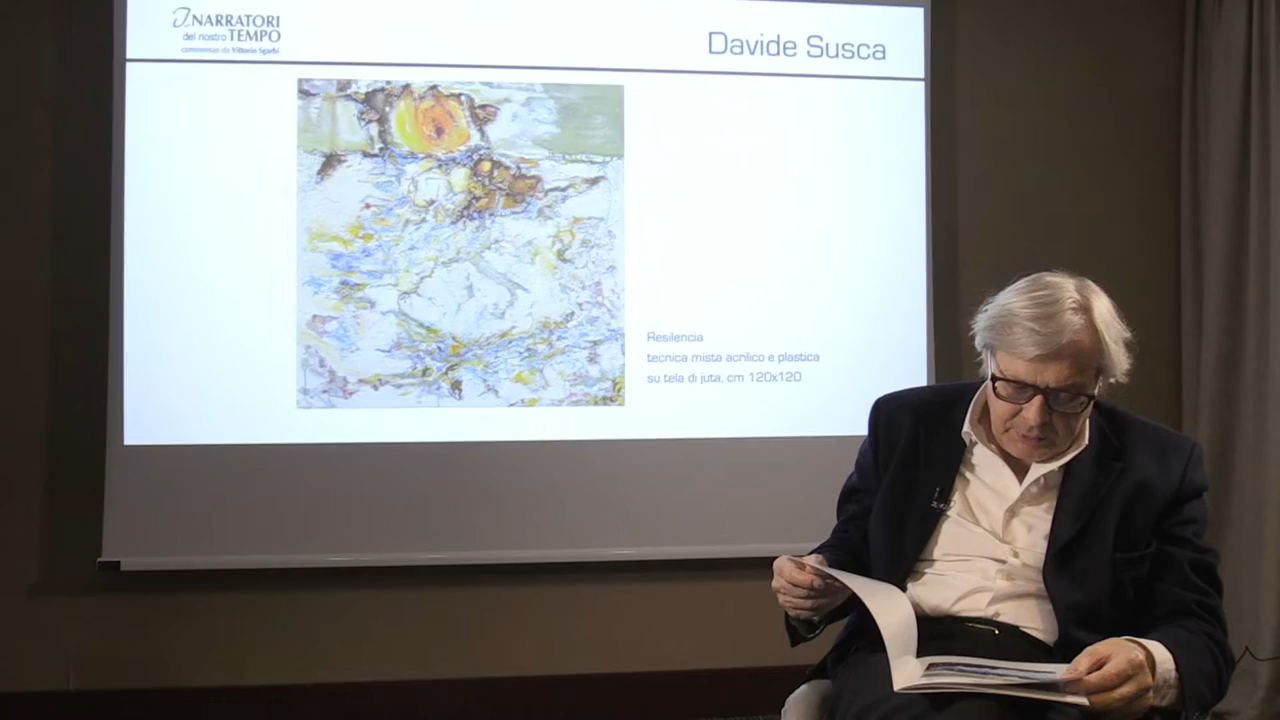 I NARRATORI
del nostro TEMPO
commentate da Vittorio Sgarbi
Davide Susca
Resilencia
tecnica mista acrilico e plastica
su tela di juta, cm 120x120